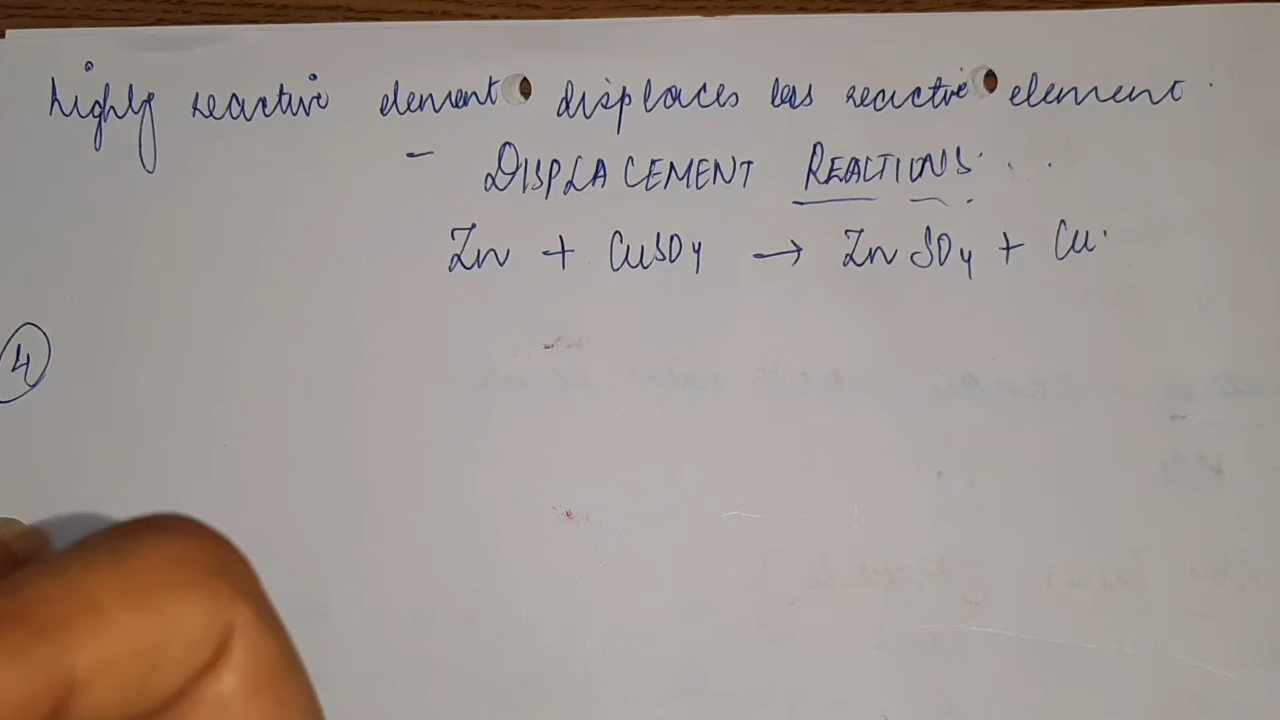 highly reactive element displaces less reactive element.
- DISPLACEMENT REACTIONS...
Zn + CuSO4 → ZnSO4 + Cu.
4